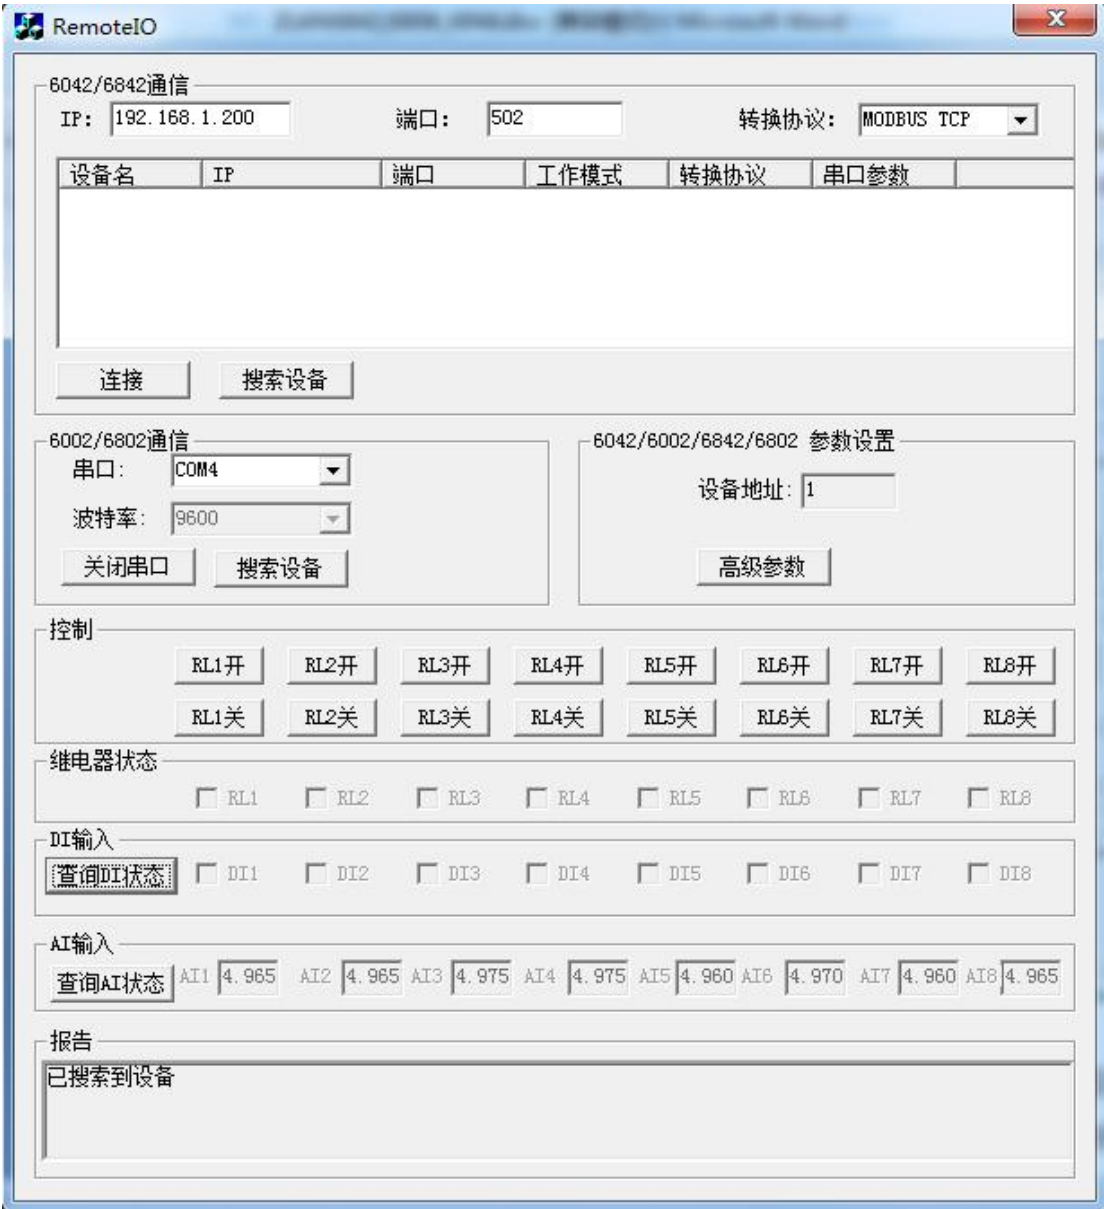 RemoteIO
6042/6842通信
IP: 192.168.1.200 端口: 502 转换协议: MODBUS TCP
设备名 IP 端口 工作模式 转换协议 串口参数
连接 搜索设备
6002/6802通信
串口: COM4
波特率: 9600
关闭串口 搜索设备
6042/6002/6842/6802 参数设置
设备地址: 1
高级参数
控制
RL1开 RL2开 RL3开 RL4开 RL5开 RL6开 RL7开 RL8开
RL1关 RL2关 RL3关 RL4关 RL5关 RL6关 RL7关 RL8关
继电器状态
RL1 RL2 RL3 RL4 RL5 RL6 RL7 RL8
DI输入
查询DI状态 DI1 DI2 DI3 DI4 DI5 DI6 DI7 DI8
AI输入
查询AI状态 AI1 4.965 AI2 4.965 AI3 4.975 AI4 4.975 AI5 4.960 AI6 4.970 AI7 4.960 AI8 4.965
报告
已搜索到设备